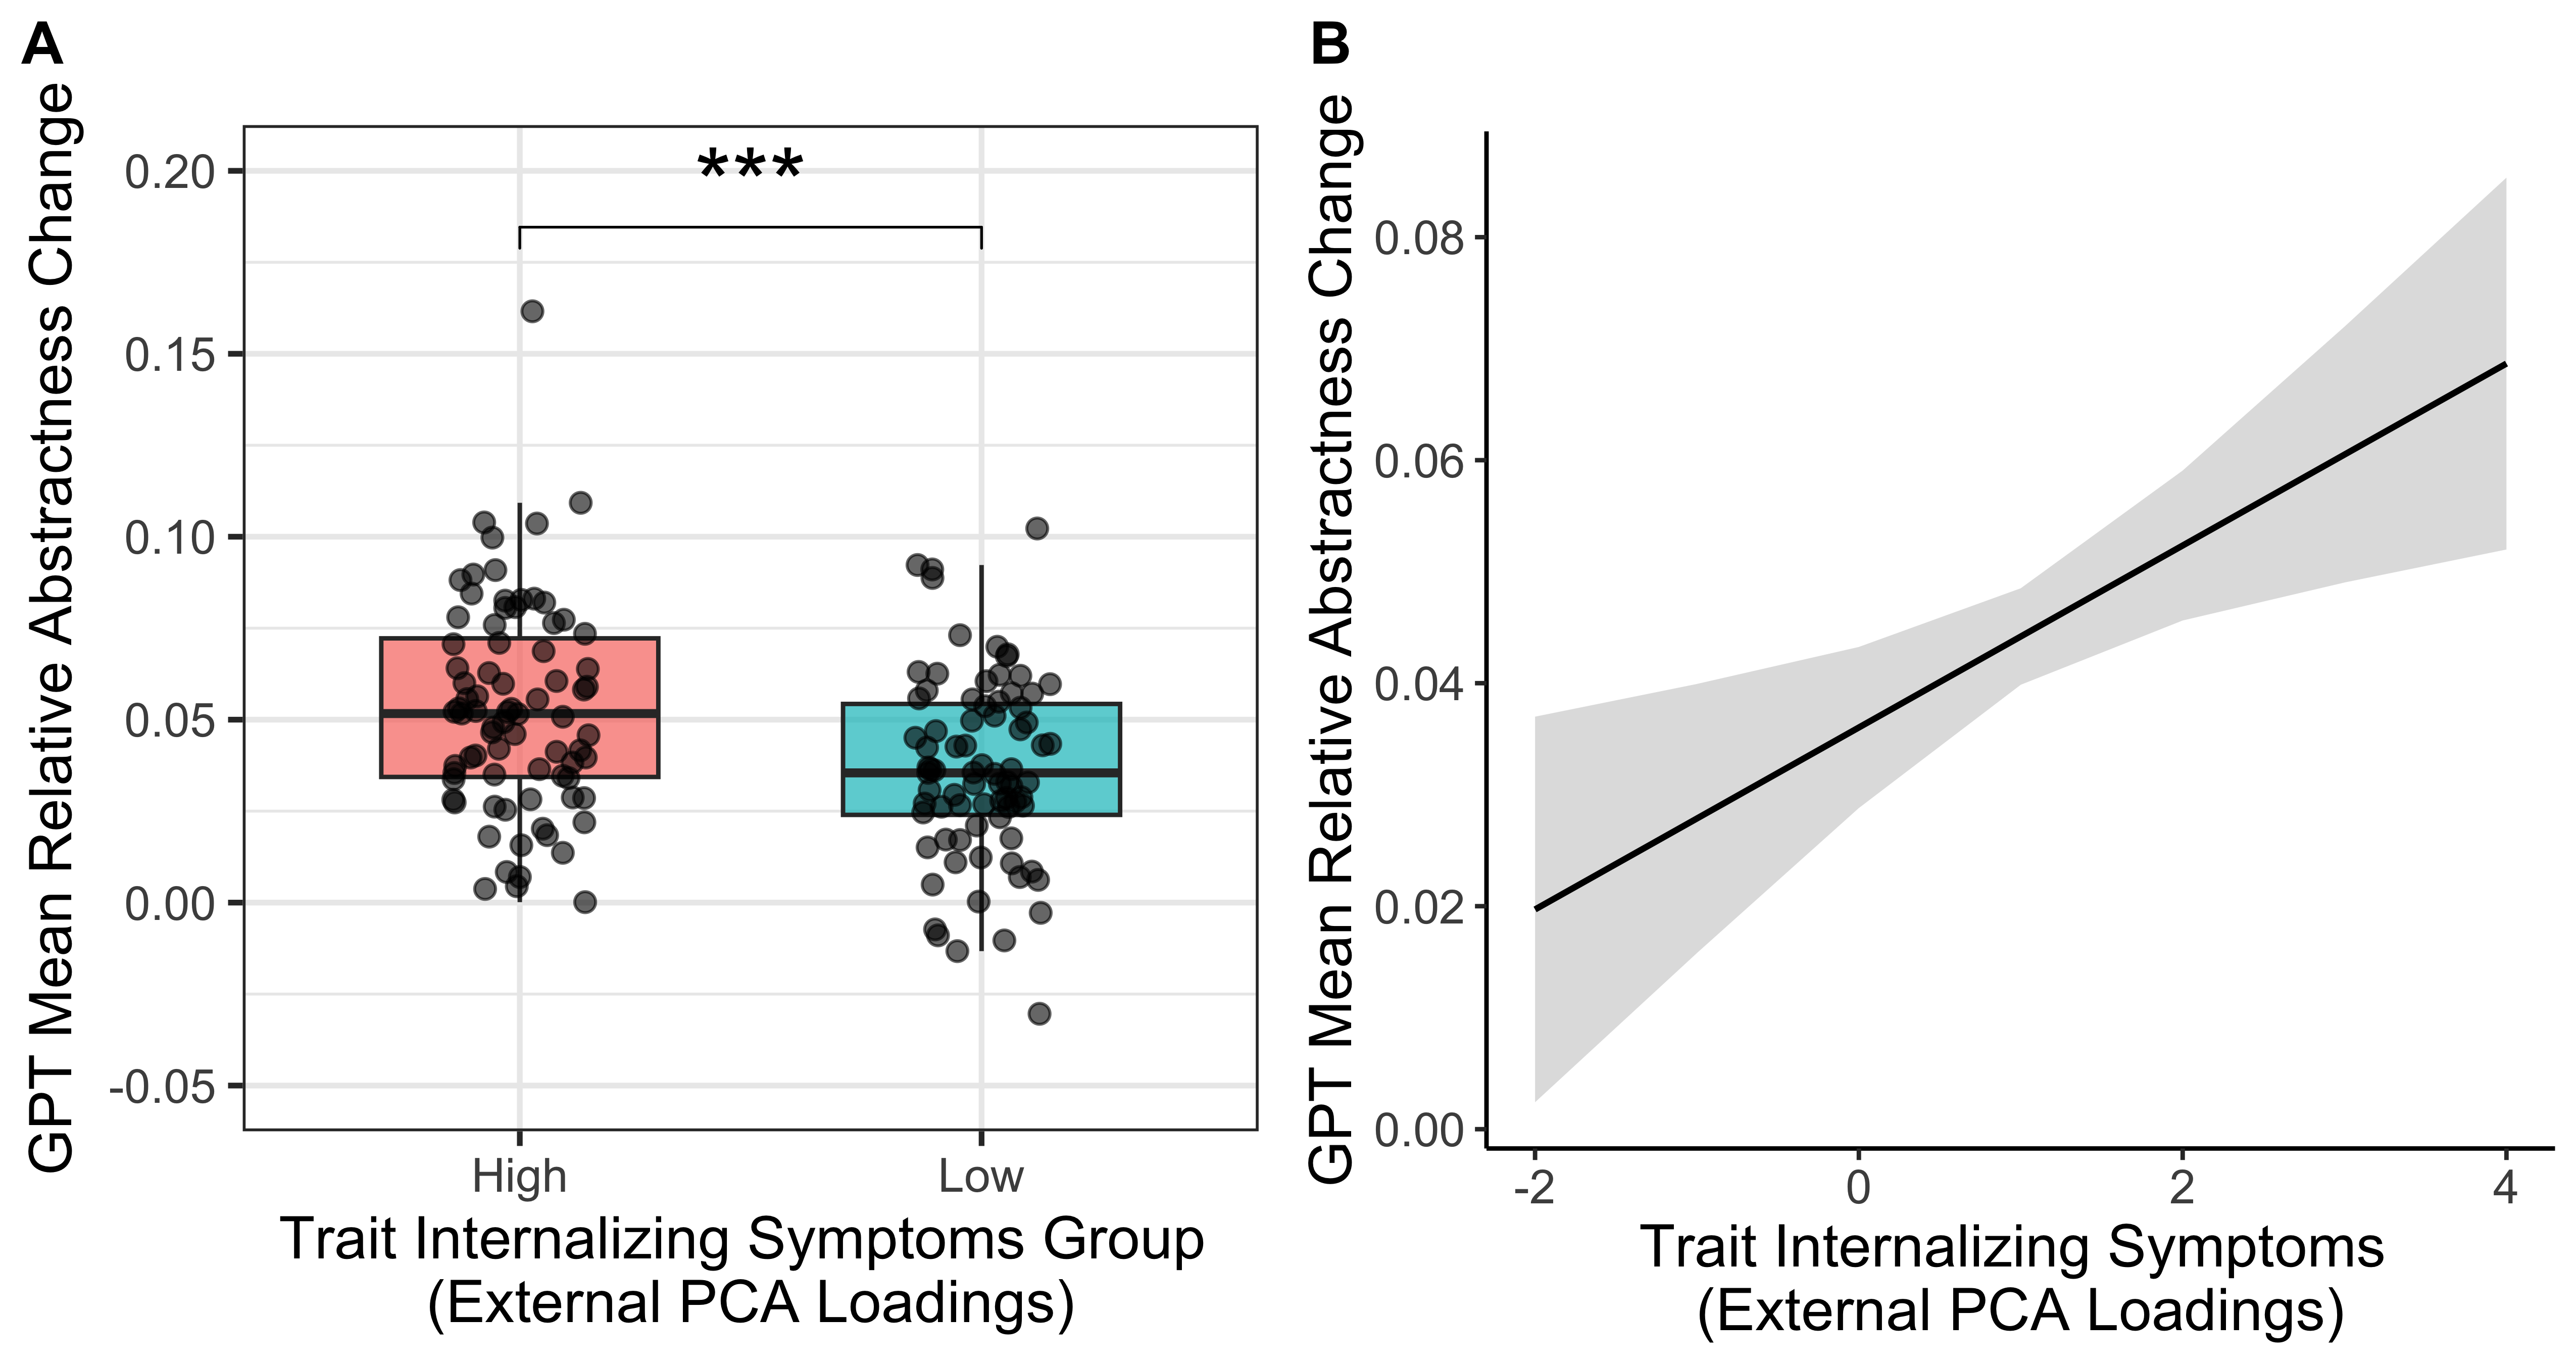 A
GPT Mean Relative Abstractness Change
0.20
0.15
0.10
0.05
0.00
-0.05
***
High
Low
Trait Internalizing Symptoms Group
(External PCA Loadings)
B
GPT Mean Relative Abstractness Change
0.08
0.06
0.04
0.02
0.00
-2
0
2
4
Trait Internalizing Symptoms
(External PCA Loadings)